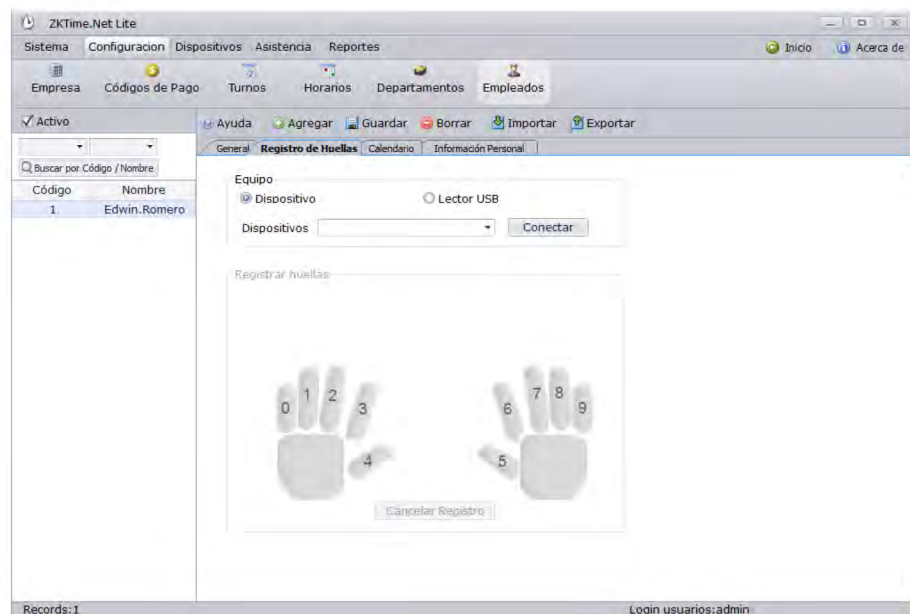 ZKTime.Net Lite
Sistema Configuracion Dispositivos Asistencia Reportes Inicio Acerca de
Empresa Códigos de Pago Turnos Horarios Departamentos Empleados
Activo Ayuda Agregar Guardar Borrar Importar Exportar
General Registro de Huellas Calendario Información Personal
Buscar por Código / Nombre
Código Nombre
1 Edwin.Romero
Equipo
Dispositivo Lector USB
Dispositivos Conectar
Registrar huellas
0 1 2 3 4
5 6 7 8 9
Cancelar Registro
Records:1 Login usuarios:admin